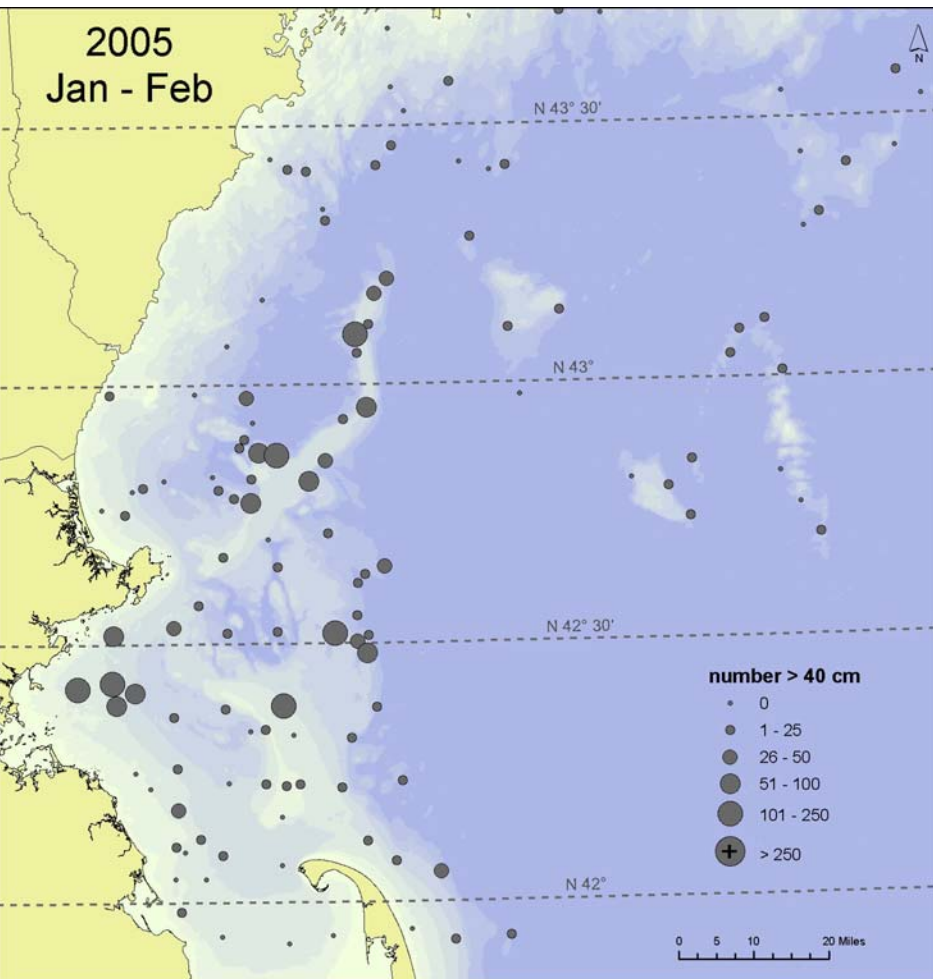 2005
Jan - Feb
N
N 43° 30'
N 43°
N 42° 30'
number > 40 cm
0
1 - 25
26 - 50
51 - 100
101 - 250
> 250
N 42°
0 5 10 20 Miles